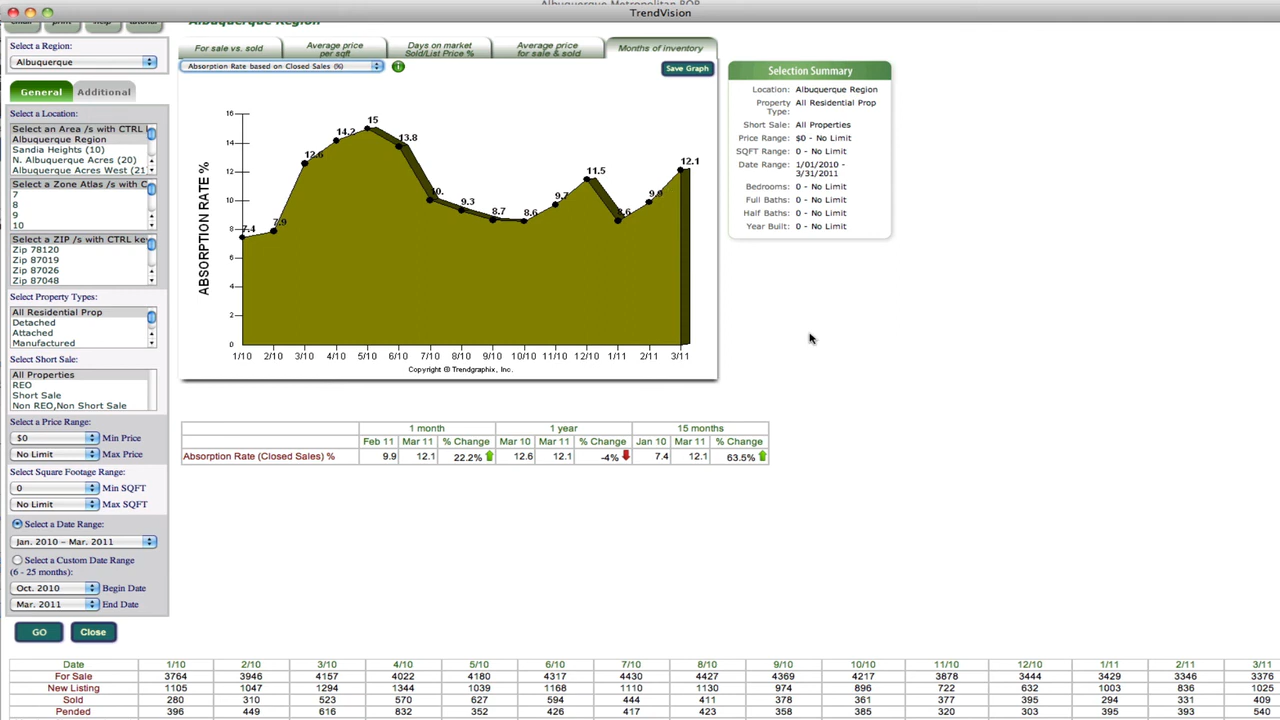 Albuquerque Metropolitan BOR
TrendVision
email print help tutorial
Albuquerque Region
Select a Region:
Albuquerque
General Additional
Select a Location:
Select an Area /s with CTRL
Albuquerque Region
Sandia Heights (10)
N. Albuquerque Acres (20)
Albuquerque Acres West (21
Select a Zone Atlas /s with C
7
8
9
10
Select a ZIP /s with CTRL ke
Zip 78120
Zip 87019
Zip 87026
Zip 87048
Select Property Types:
All Residential Prop
Detached
Attached
Manufactured
Select Short Sale:
All Properties
REO
Short Sale
Non REO,Non Short Sale
Select a Price Range:
$0 Min Price
No Limit Max Price
Select Square Footage Range:
0 Min SQFT
No Limit Max SQFT
Select a Date Range:
Jan. 2010 - Mar. 2011
Select a Custom Date Range
(6 - 25 months):
Oct. 2010 Begin Date
Mar. 2011 End Date
GO Close
For sale vs. sold
Average price
per sqft
Days on market
Sold/List Price %
Average price
for sale & sold
Months of inventory
Absorption Rate based on Closed Sales (%)
i
Save Graph
ABSORPTION RATE %
16
14
12
10
8
6
4
2
0
7.4 7.9 12.6 14.2 15 13.8 10. 9.3 8.7 8.6 9.7 11.5 8.6 9.9 12.1
1/10 2/10 3/10 4/10 5/10 6/10 7/10 8/10 9/10 10/10 11/10 12/10 1/11 2/11 3/11
Copyright @ Trendgraphix, Inc.
Selection Summary
Location: Albuquerque Region
Property Type: All Residential Prop
Short Sale: All Properties
Price Range: $0 - No Limit
SQFT Range: 0 - No Limit
Date Range: 1/01/2010 -
3/31/2011
Bedrooms: 0 - No Limit
Full Baths: 0 - No Limit
Half Baths: 0 - No Limit
Year Built: 0 - No Limit
1 month 1 year 15 months
Feb 11 Mar 11 % Change Mar 10 Mar 11 % Change Jan 10 Mar 11 % Change
Absorption Rate (Closed Sales) % 9.9 12.1 22.2% 12.6 12.1 -4% 7.4 12.1 63.5%
Date 1/10 2/10 3/10 4/10 5/10 6/10 7/10 8/10 9/10 10/10 11/10 12/10 1/11 2/11 3/11
For Sale 3764 3946 4157 4022 4180 4317 4430 4427 4369 4217 3878 3444 3429 3346 3376
New Listing 1105 1047 1294 1344 1039 1168 1110 1130 974 896 722 632 1003 836 1025
Sold 280 310 523 570 627 594 444 411 378 361 377 395 294 331 409
Pended 396 449 616 832 352 426 417 423 358 385 320 303 395 393 540